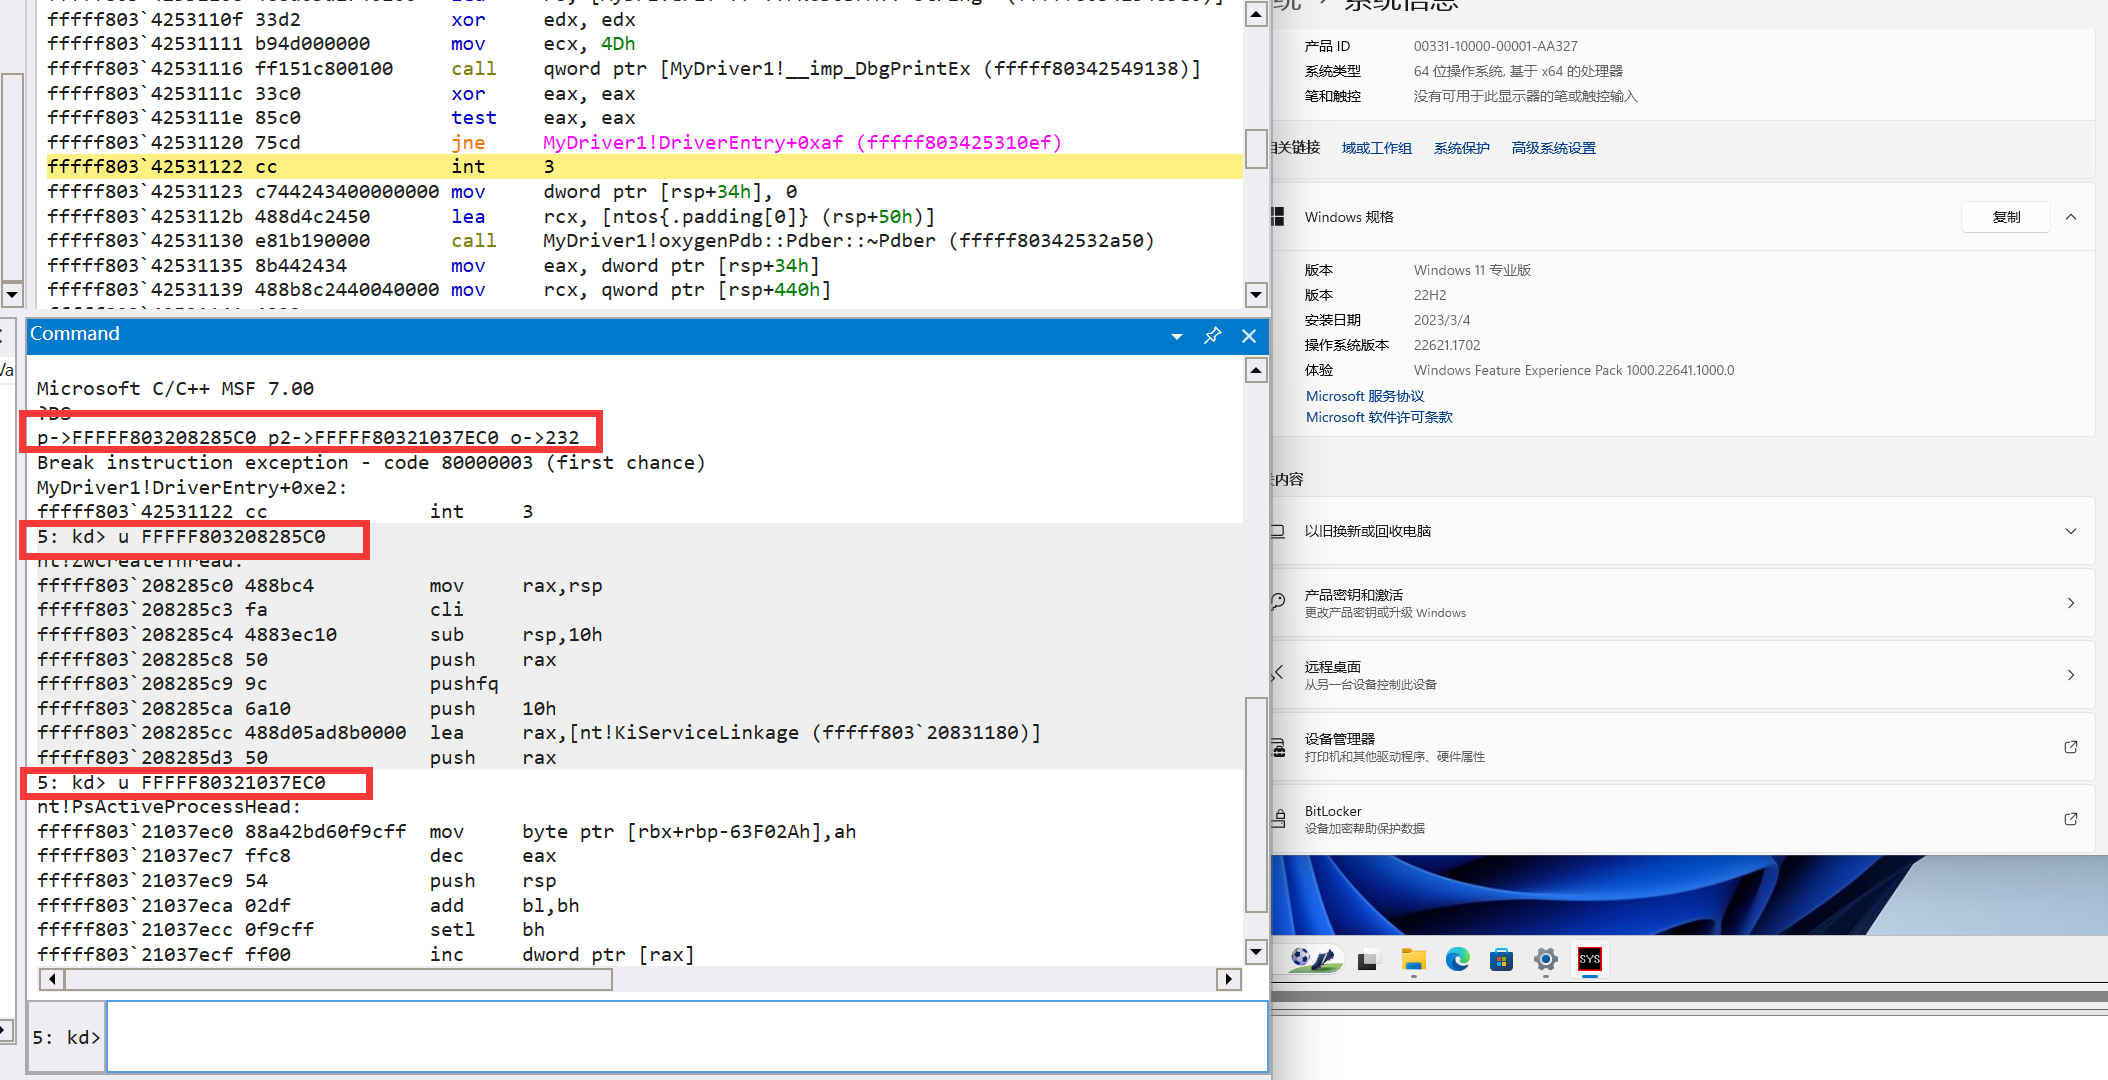 fffff803`4253110f 33d2 xor edx, edx
fffff803`42531111 b94d000000 mov ecx, 4Dh
fffff803`42531116 ff151c800100 call qword ptr [MyDriver1!__imp_DbgPrintEx (fffff80342549138)]
fffff803`4253111c 33c0 xor eax, eax
fffff803`4253111e 85c0 test eax, eax
fffff803`42531120 75cd jne MyDriver1!DriverEntry+0xaf (fffff803425310ef)
fffff803`42531122 cc int 3
fffff803`42531123 c744243400000000 mov dword ptr [rsp+34h], 0
fffff803`4253112b 488d4c2450 lea rcx, [ntos{.padding[0]} (rsp+50h)]
fffff803`42531130 e81b190000 call MyDriver1!oxygenPdb::Pdber::~Pdber (fffff80342532a50)
fffff803`42531135 8b442434 mov eax, dword ptr [rsp+34h]
fffff803`42531139 488b8c2440040000 mov rcx, qword ptr [rsp+440h]
Command
Microsoft C/C++ MSF 7.00
?DS
p->FFFFF803208285C0 p2->FFFFF80321037EC0 o->232
Break instruction exception - code 80000003 (first chance)
MyDriver1!DriverEntry+0xe2:
fffff803`42531122 cc int 3
5: kd> u FFFFF803208285C0
nt!ZwCreateThread:
fffff803`208285c0 488bc4 mov rax,rsp
fffff803`208285c3 fa cli
fffff803`208285c4 4883ec10 sub rsp,10h
fffff803`208285c8 50 push rax
fffff803`208285c9 9c pushfq
fffff803`208285ca 6a10 push 10h
fffff803`208285cc 488d05ad8b0000 lea rax,[nt!KiServiceLinkage (fffff803`20831180)]
fffff803`208285d3 50 push rax
5: kd> u FFFFF80321037EC0
nt!PsActiveProcessHead:
fffff803`21037ec0 88a42bd60f9cff mov byte ptr [rbx+rbp-63F02Ah],ah
fffff803`21037ec7 ffc8 dec eax
fffff803`21037ec9 54 push rsp
fffff803`21037eca 02df add bl,bh
fffff803`21037ecc 0f9cff setl bh
fffff803`21037ecf ff00 inc dword ptr [rax]
5: kd>
系统信息
产品 ID 00331-10000-00001-AA327
系统类型 64 位操作系统, 基于 x64 的处理器
笔和触控 没有可用于此显示器的笔或触控输入
相关链接 域或工作组 系统保护 高级系统设置
Windows 规格 复制
版本 Windows 11 专业版
版本 22H2
安装日期 2023/3/4
操作系统版本 22621.1702
体验 Windows Feature Experience Pack 1000.22641.1000.0
Microsoft 服务协议
Microsoft 软件许可条款
内容
以旧换新或回收电脑
产品密钥和激活
更改产品密钥或升级 Windows
远程桌面
从另一台设备控制此设备
设备管理器
打印机和其他驱动程序、硬件属性
BitLocker
设备加密帮助保护数据
SYS